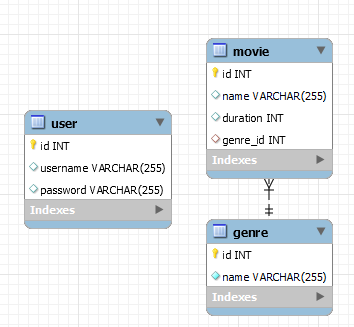 movie
id INT
name VARCHAR(255)
duration INT
genre_id INT
Indexes
user
id INT
username VARCHAR(255)
password VARCHAR(255)
Indexes
genre
id INT
name VARCHAR(255)
Indexes